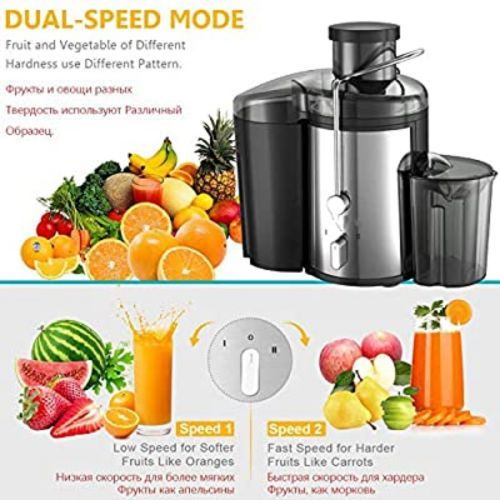 DUAL-SPEED MODE
Fruit and Vegetable of Different
Hardness use Different Pattern.
Фрукты и овощи разных
Твердость используют Различный
Образец.
I O II
Speed 1
Low Speed for Softer
Fruits Like Oranges
Низкая скорость для более мягких
Фрукты как апельсины
Speed 2
Fast Speed for Harder
Fruits Like Carrots
Быстрая скорость для хардера
Фрукты, как морковь.